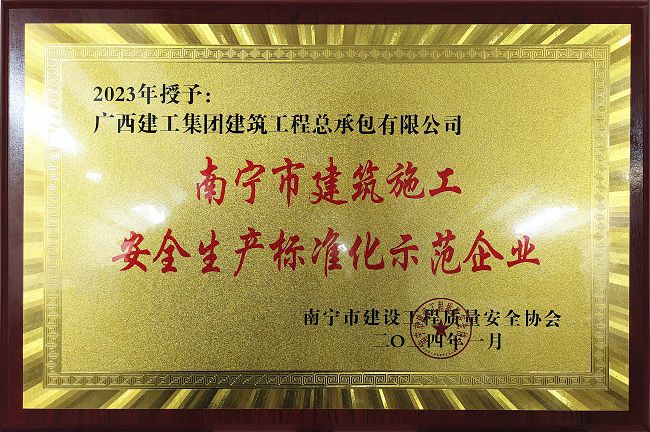 2023年授予：
广西建工集团建筑工程总承包有限公司
南宁市建筑施工
安全生产标准化示范企业
南宁市建设工程质量安全协会
二〇二四年一月